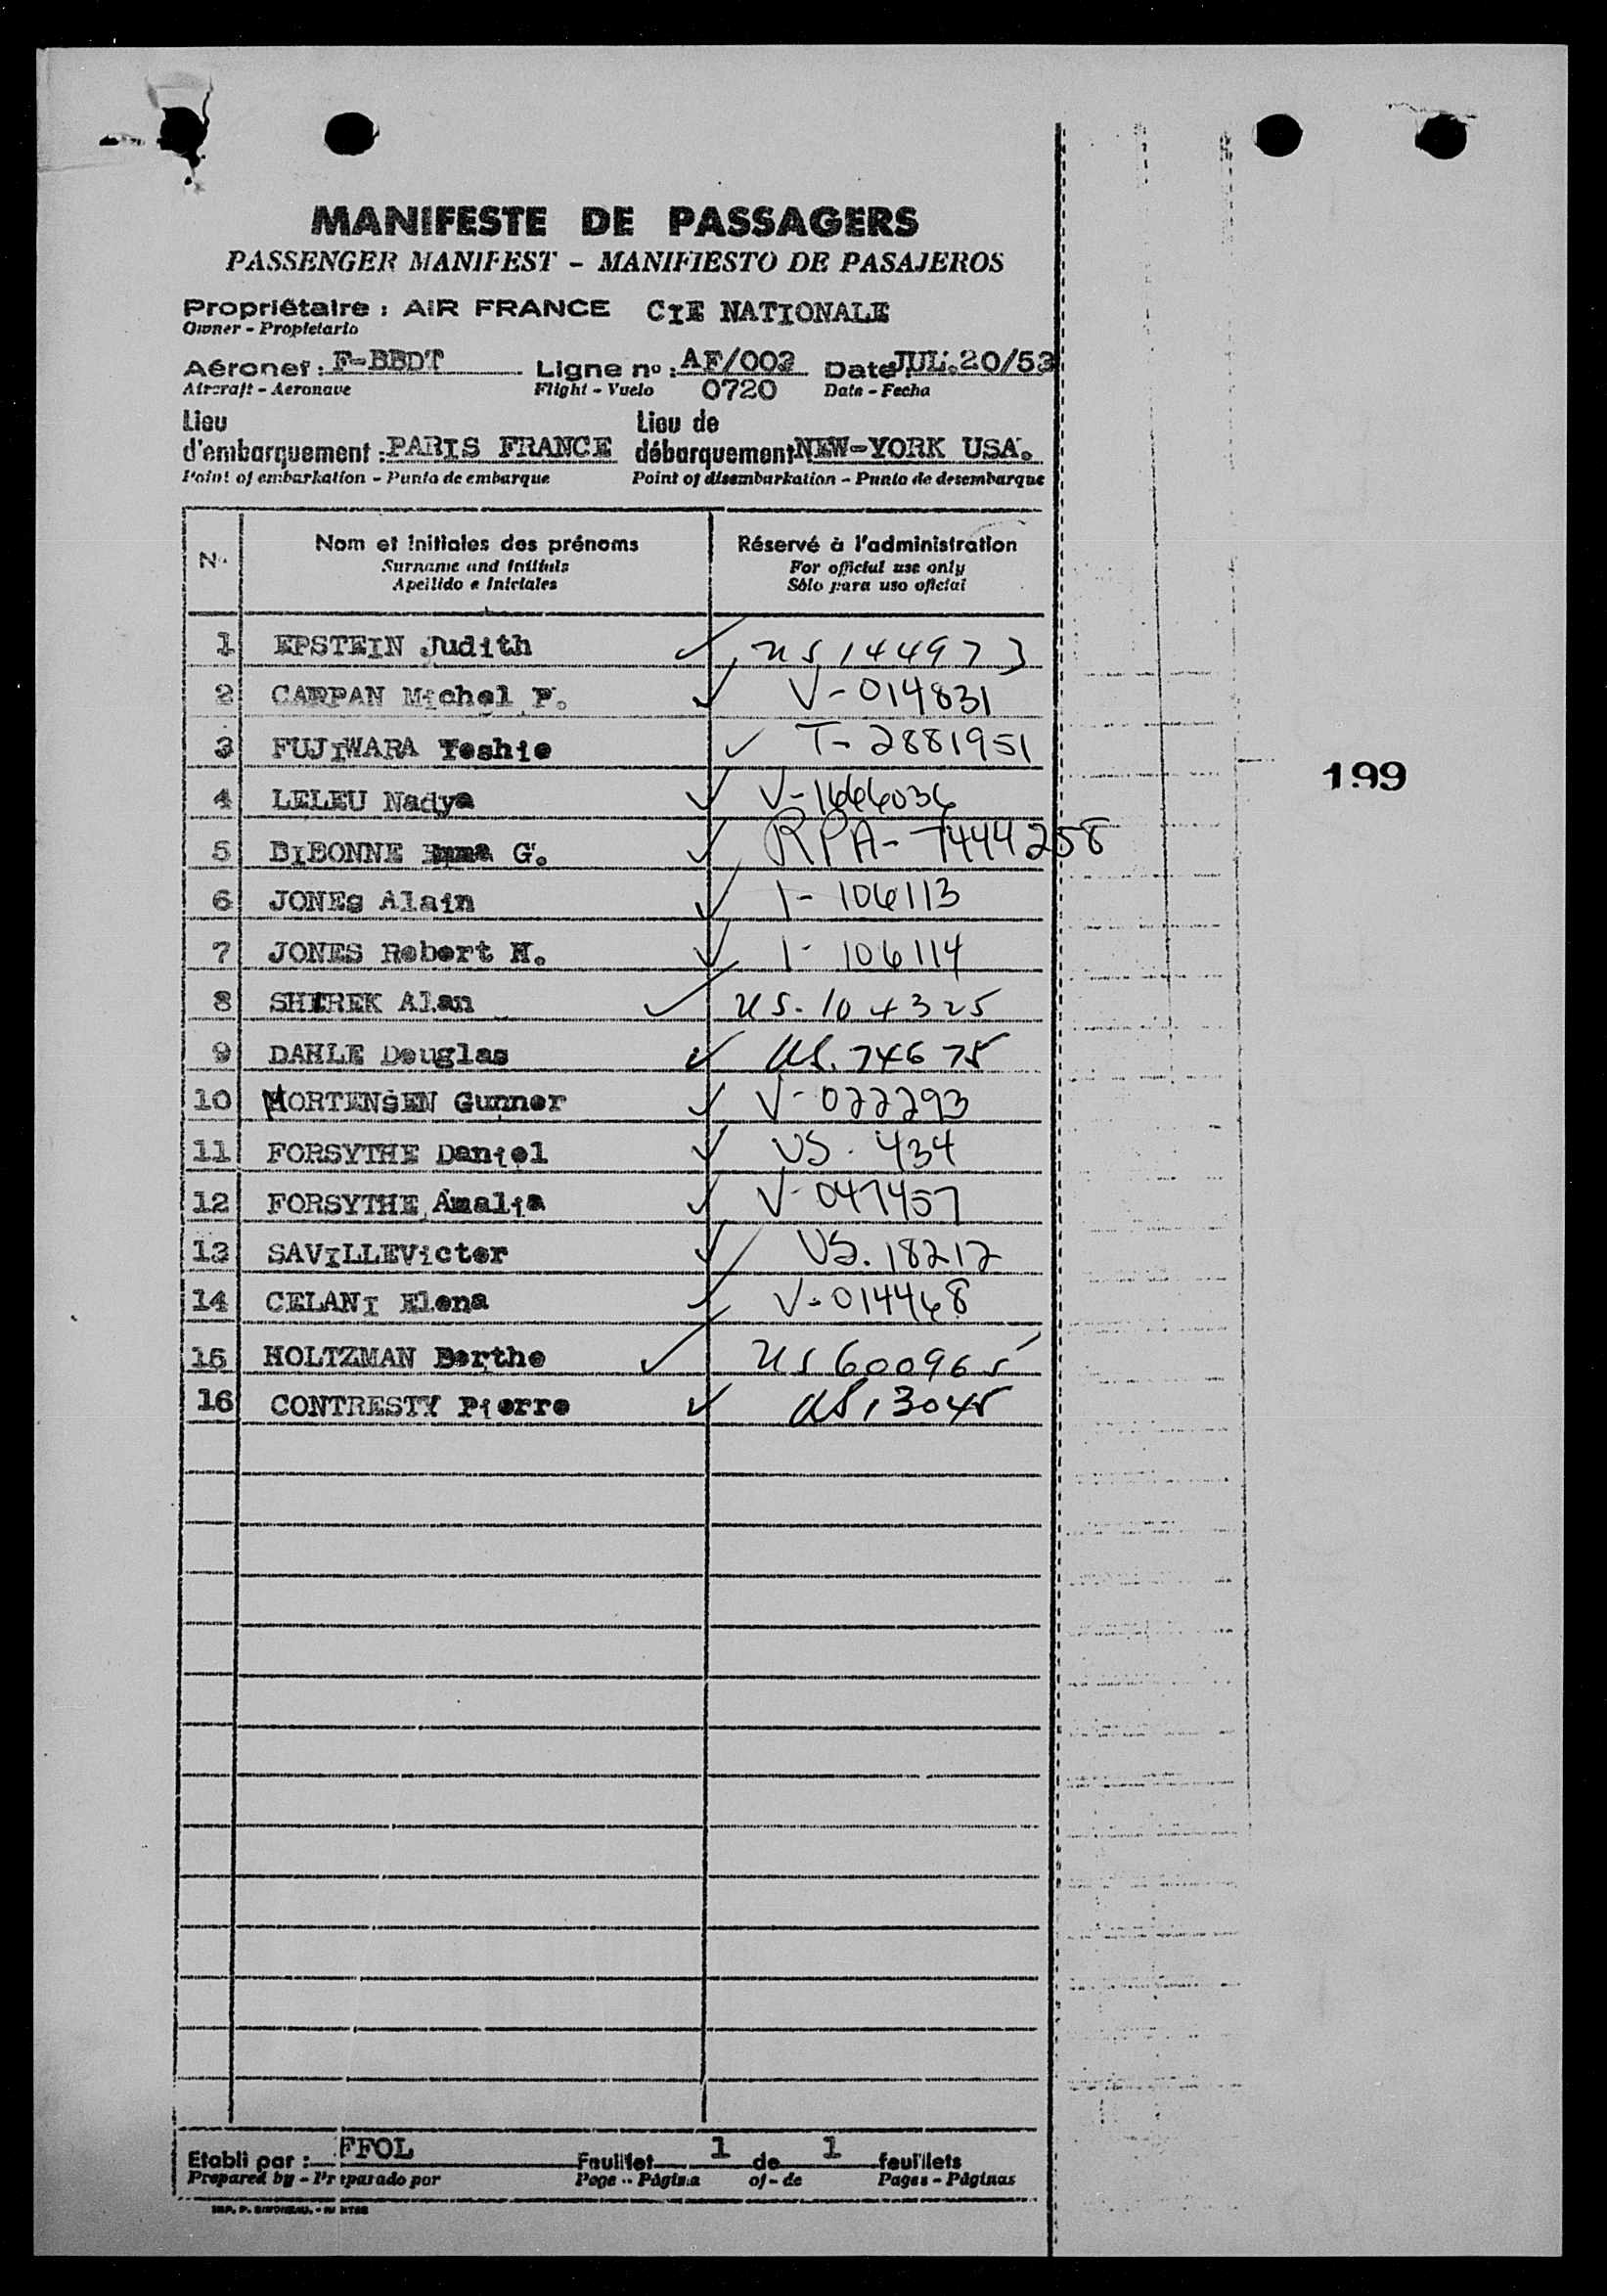 MANIFESTE DE PASSAGERS
PASSENGER MANIFEST - MANIFIESTO DE PASAJEROS
Propriétaire : AIR FRANCE CIE NATIONALE
Owner - Propietario
Aéronef : F-BBDT Ligne nº : AF/003 Date JUL.20/53
Aircraft - Aeronave Flight - Vuelo 0720 Date - Fecha
Lieu Lieu de
d'embarquement : PARIS FRANCE débarquement NEW-YORK USA.
Point of embarkation - Punto de embarque Point of disembarkation - Punto de desembarque
Nº Nom et initiales des prénoms Réservé à l'administration
Surname and Initials For official use only
Apellido e Iniciales Sólo para uso oficial
1 EPSTEIN Judith ✓ US 144973
2 CARPAN Michel P. ✓ V-014831
3 FUJIWARA Yoshie ✓ T-2881951
199
4 LELEU Nadya ✓ V-1666036
5 BIBONNE Emma G. ✓ RPA-7444258
6 JONES Alain ✓ I-106113
7 JONES Robert H. ✓ I-106114
8 SHEREK Alan ✓ US.104325
9 DAHLE Douglas ✓ US.74675
10 MORTENSEN Gunner ✓ V-022293
11 FORSYTHE Daniel ✓ US. 434
12 FORSYTHE Amalia ✓ V-047457
13 SAVILLEVictor ✓ US.18212
14 CELANI Elena ✓ V-014468
15 HOLTZMAN Berthe ✓ US 600965
16 CONTRESTY Pierre ✓ US 13045
Etabli par : FFOL Feuillet 1 de 1 feuillets
Prepared by - Preparado por Page - Página of - de Pages - Páginas